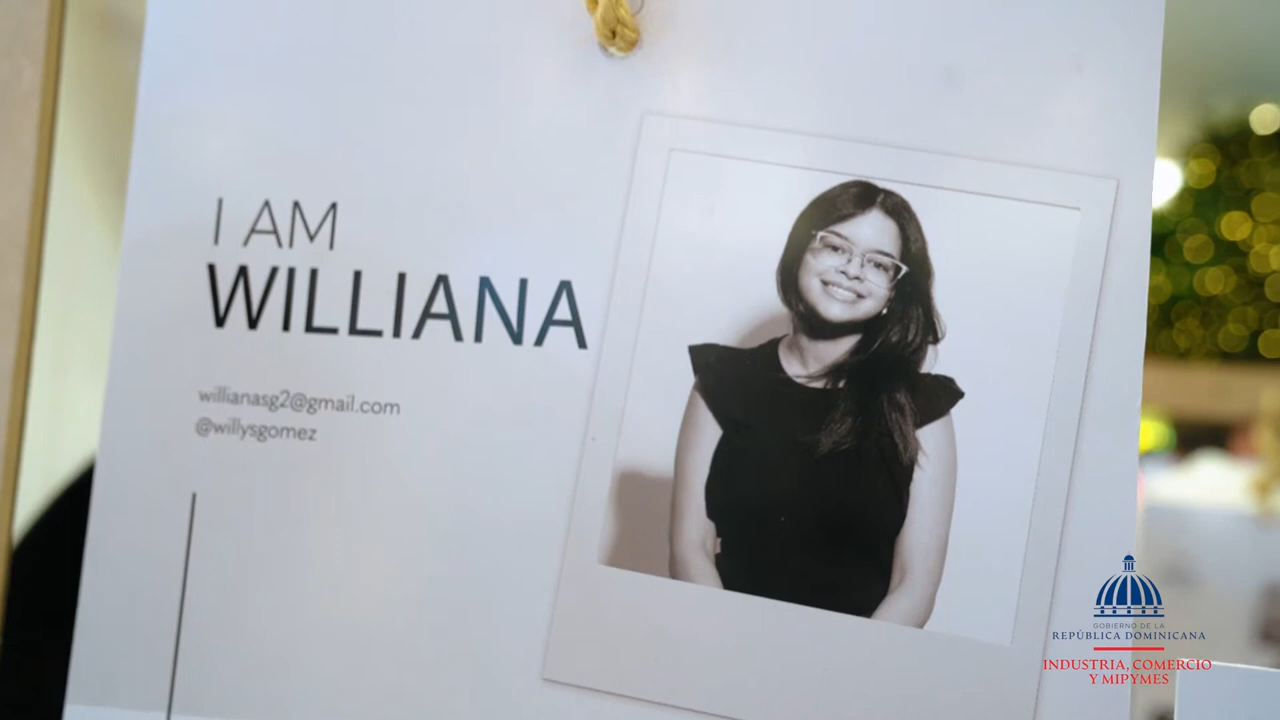 I AM
WILLIANA
willianasg2@gmail.com
@willysgomez
GOBIERNO DE LA
REPÚBLICA DOMINICANA
INDUSTRIA, COMERCIO
Y MIPYMES